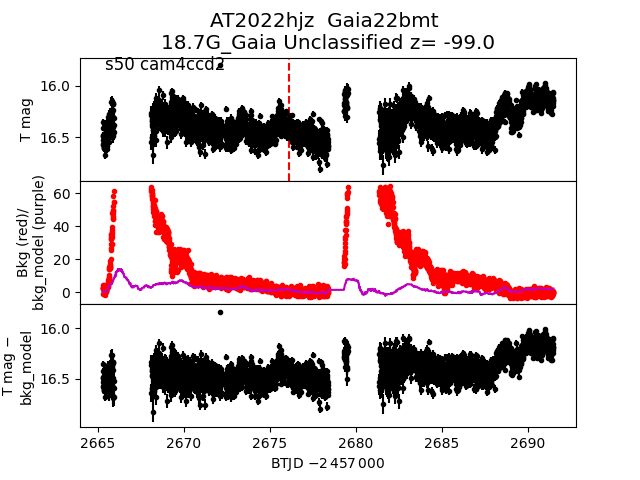 AT2022hjz  Gaia22bmt
18.7G_Gaia Unclassified z= -99.0
s50 cam4ccd2
T mag
16.0
16.5
Bkg (red)/
bkg_model (purple)
60
40
20
0
T mag −
bkg_model
16.0
16.5
2665 2670 2675 2680 2685 2690
BTJD −2 457 000